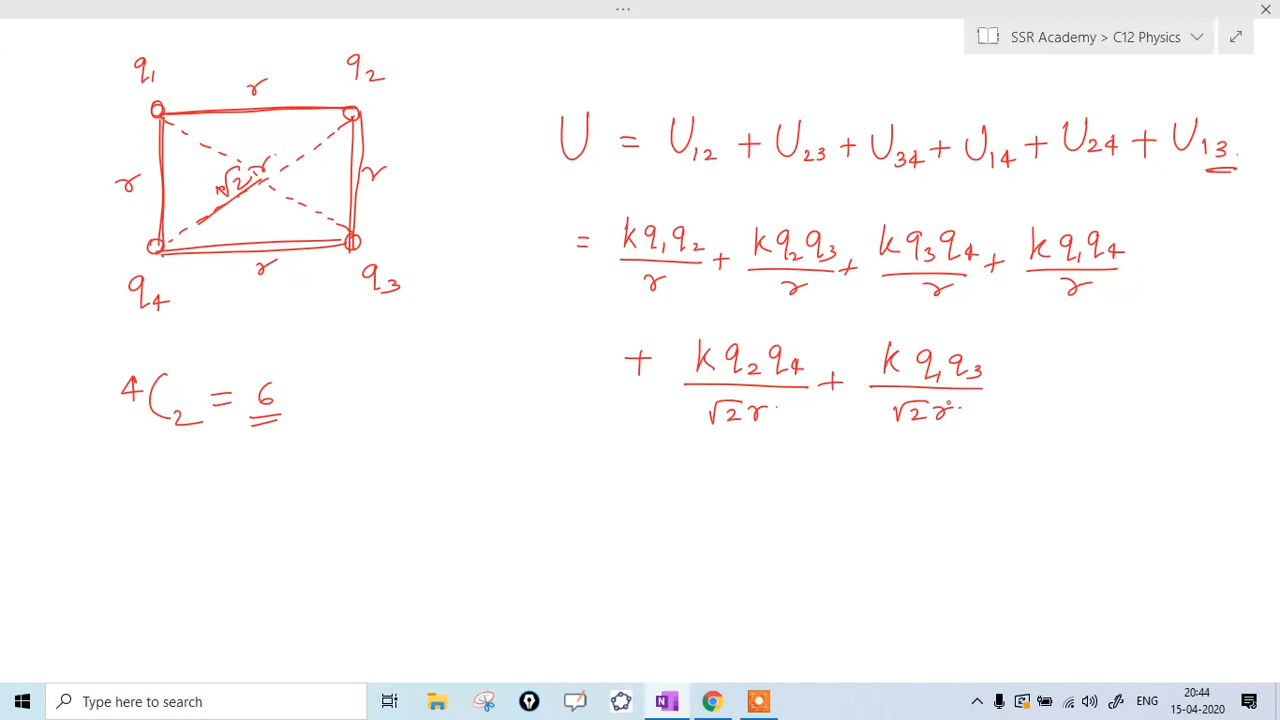 ...
SSR Academy > C12 Physics
q₁ r q₂
U = U₁₂ + U₂₃ + U₃₄ + U₁₄ + U₂₄ + U₁₃.
r √2 r r
= kq₁q₂/r + kq₂q₃/r + kq₃q₄/r + kq₁q₄/r
q₄ r q₃
+ kq₂q₄/√2r + kq₁q₃/√2r
⁴C₂ = 6
Type here to search
ENG
20:44
15-04-2020